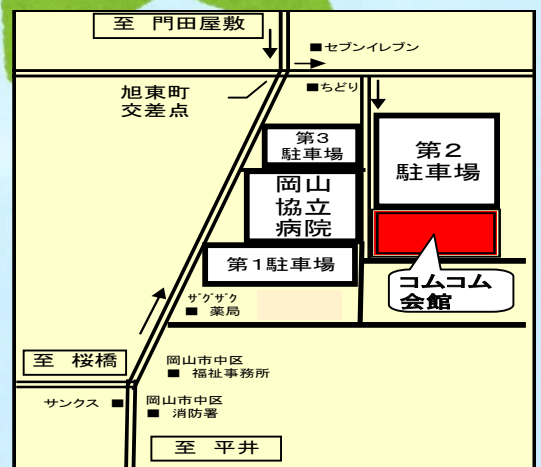 至 門田屋敷
■セブンイレブン
旭東町
交差点
■ちどり
第3
駐車場
第2
駐車場
岡山
協立
病院
第1駐車場
コムコム
会館
ザグザグ
■ 薬局
至 桜橋
岡山市中区
■ 福祉事務所
サンクス ■
岡山市中区
■ 消防署
至 平井